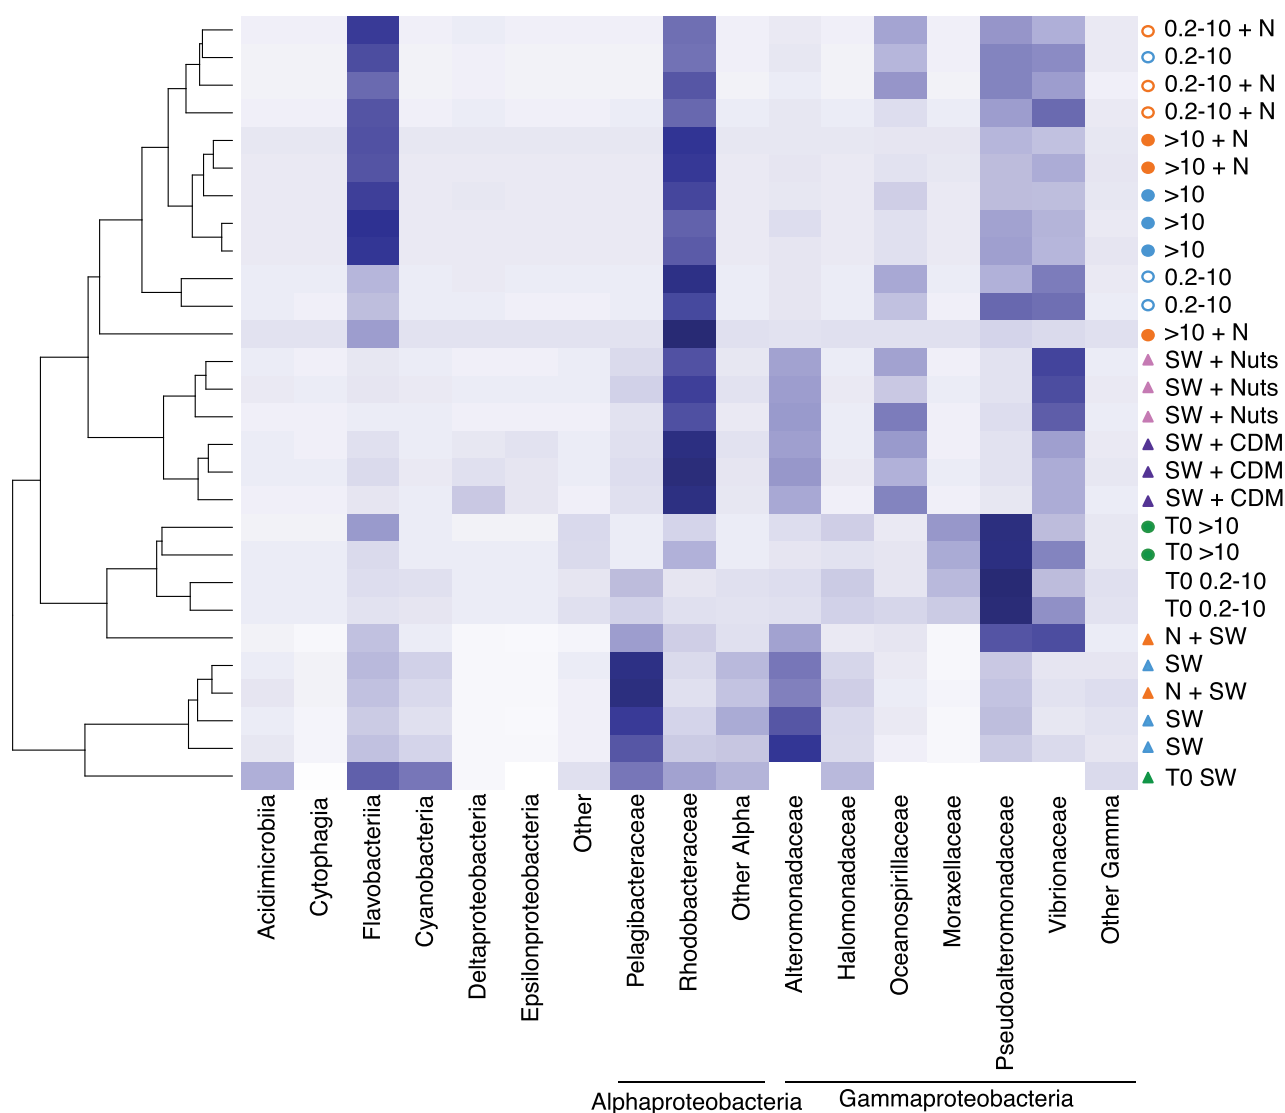 0.2-10 + N
0.2-10
0.2-10 + N
0.2-10 + N
>10 + N
>10 + N
>10
>10
>10
0.2-10
0.2-10
>10 + N
SW + Nuts
SW + Nuts
SW + Nuts
SW + CDM
SW + CDM
SW + CDM
T0 >10
T0 >10
T0 0.2-10
T0 0.2-10
N + SW
SW
N + SW
SW
SW
T0 SW
Acidimicrobiia
Cytophagia
Flavobacteriia
Cyanobacteria
Deltaproteobacteria
Epsilonproteobacteria
Other
Pelagibacteraceae
Rhodobacteraceae
Other Alpha
Alteromonadaceae
Halomonadaceae
Oceanospirillaceae
Moraxellaceae
Pseudoalteromonadaceae
Vibrionaceae
Other Gamma
Alphaproteobacteria
Gammaproteobacteria